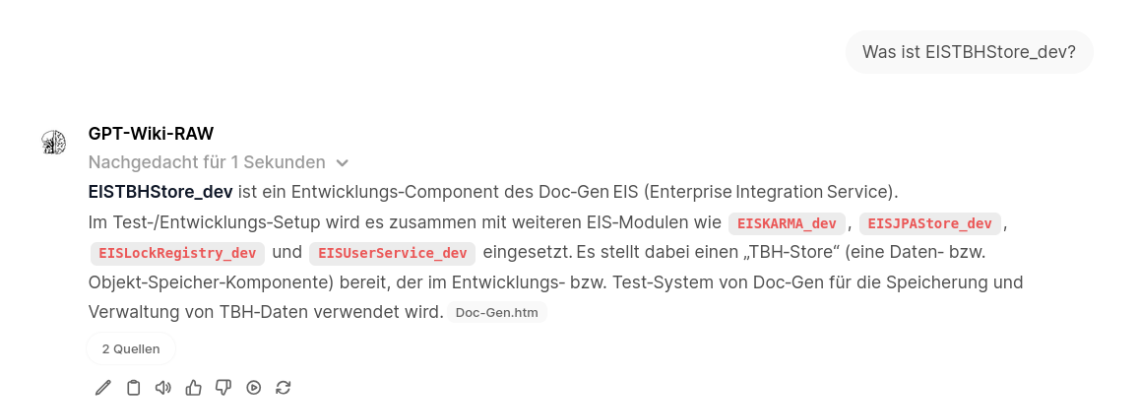 Was ist EISTBHStore_dev?
GPT-Wiki-RAW
Nachgedacht für 1 Sekunden
EISTBHStore_dev ist ein Entwicklungs‑Component des Doc‑Gen EIS (Enterprise Integration Service).
Im Test‑/Entwicklungs‑Setup wird es zusammen mit weiteren EIS‑Modulen wie EISKARMA_dev, EISJPAStore_dev,
EISLockRegistry_dev und EISUserService_dev eingesetzt. Es stellt dabei einen „TBH‑Store“ (eine Daten‑ bzw.
Objekt‑Speicher‑Komponente) bereit, der im Entwicklungs‑ bzw. Test‑System von Doc‑Gen für die Speicherung und
Verwaltung von TBH‑Daten verwendet wird. Doc-Gen.htm
2 Quellen